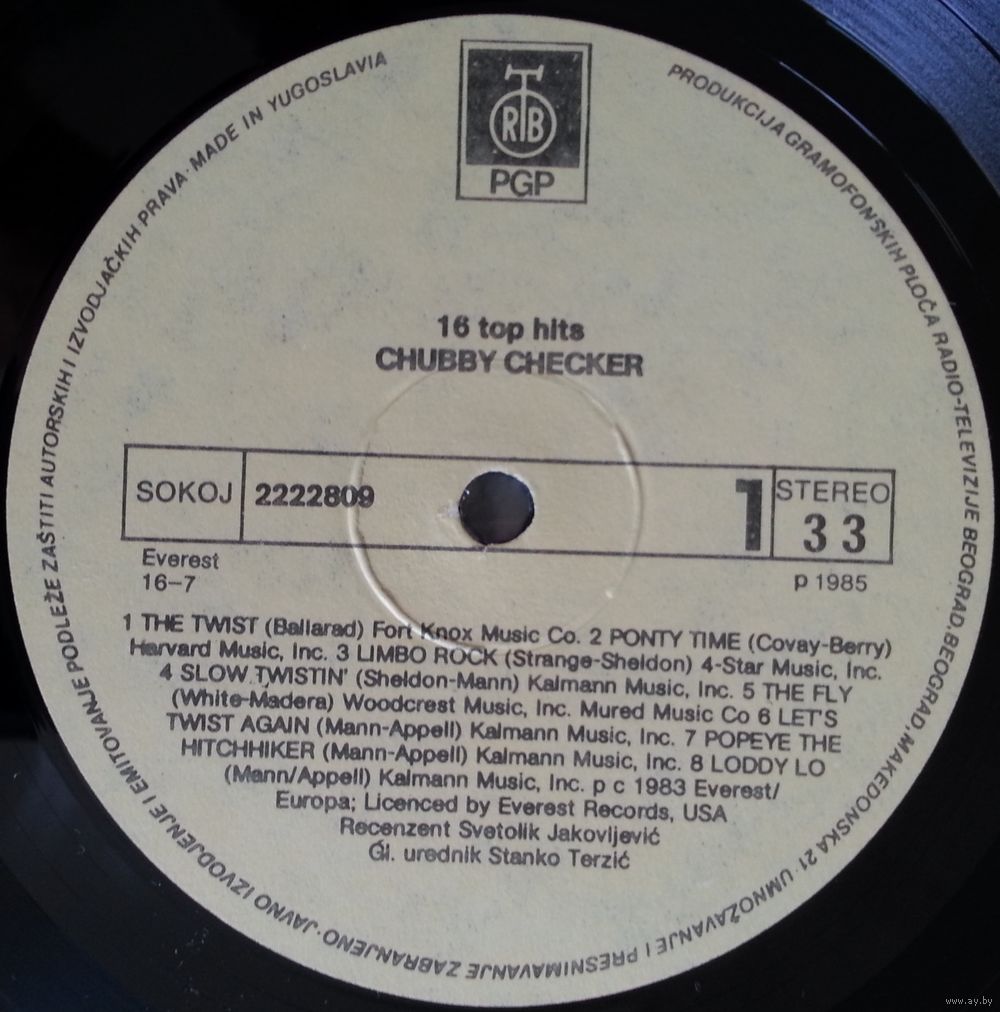 RTB
PGP
16 top hits
CHUBBY CHECKER
SOKOJ 2222809 1 STEREO
33
Everest
16-7
p 1985
1 THE TWIST (Ballarad) Fort Knox Music Co. 2 PONTY TIME (Covay-Berry)
Harvard Music, Inc. 3 LIMBO ROCK (Strange-Sheldon) 4-Star Music, Inc.
4 SLOW TWISTIN' (Sheldon-Mann) Kalmann Music, Inc. 5 THE FLY
(White-Madera) Woodcrest Music, Inc. Mured Music Co 6 LET'S
TWIST AGAIN (Mann-Appell) Kalmann Music, Inc. 7 POPEYE THE
HITCHHIKER (Mann-Appell) Kalmann Music, Inc. 8 LODDY LO
(Mann/Appell) Kalmann Music, Inc. p c 1983 Everest/
Europa; Licenced by Everest Records, USA
Recenzent Svetolik Jakovljević
Gl. urednik Stanko Terzić
PRODUKCIJA GRAMOFONSKIH PLOČA RADIO-TELEVIZIJE BEOGRAD, BEOGRAD, MAKEDONSKA 21 · UMNOŽAVANJE I PRESNIMAVANJE ZABRANJENO · JAVNO IZVODJENJE I EMITOVANJE PODLEŽE ZAŠTITI AUTORSKIH I IZVODJAČKIH PRAVA · MADE IN YUGOSLAVIA
www.ay.by